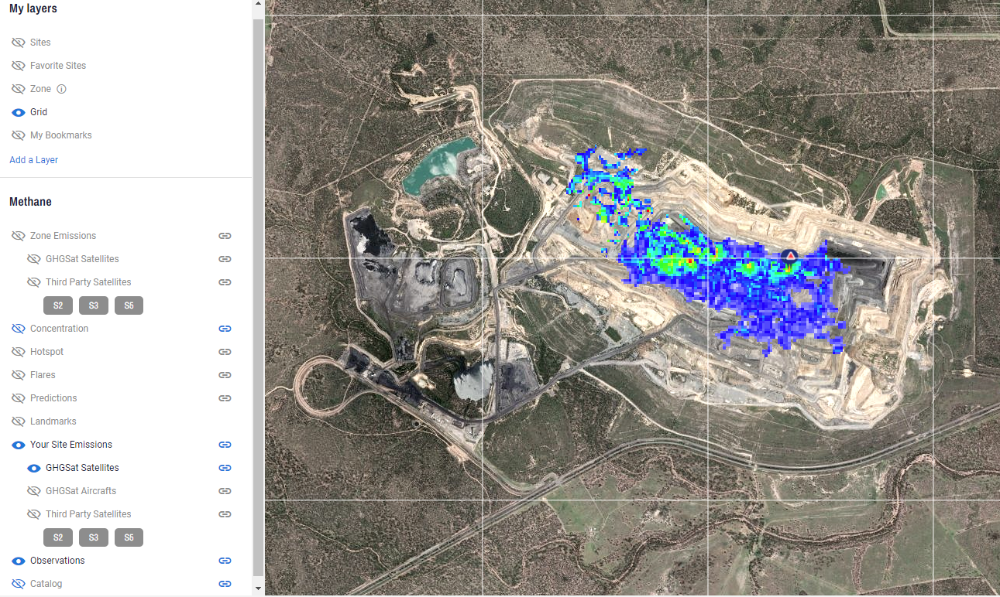 My layers
Sites
Favorite Sites
Zone
Grid
My Bookmarks
Add a Layer
Methane
Zone Emissions
GHGSat Satellites
Third Party Satellites
S2 S3 S5
Concentration
Hotspot
Flares
Predictions
Landmarks
Your Site Emissions
GHGSat Satellites
GHGSat Aircrafts
Third Party Satellites
S2 S3 S5
Observations
Catalog